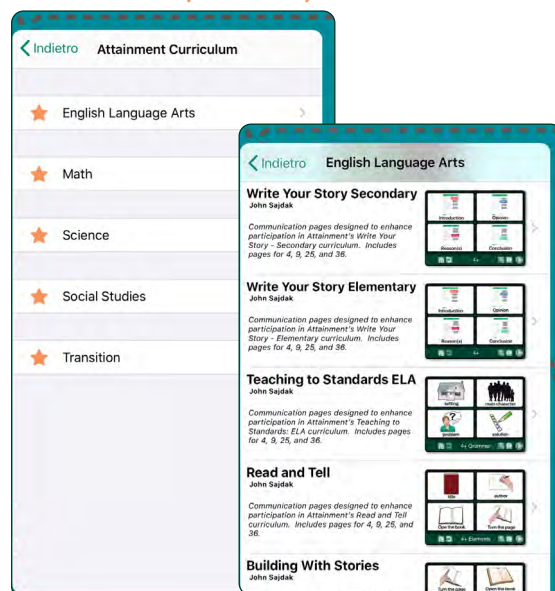 Indietro Attainment Curriculum
English Language Arts
Math
Science
Social Studies
Transition
Indietro English Language Arts
Write Your Story Secondary
John Sajdak
Communication pages designed to enhance
participation in Attainment's Write Your
Story - Secondary curriculum. Includes
pages for 4, 9, 25, and 36.
Introduction Opinion
Reason(s) Conclusion
4+
Write Your Story Elementary
John Sajdak
Communication pages designed to enhance
participation in Attainment's Write Your
Story - Elementary curriculum. Includes
pages for 4, 9, 25, and 36.
Introduction Opinion
Reason(s) Conclusion
4+
Teaching to Standards ELA
John Sajdak
Communication pages designed to enhance
participation in Attainment's Teaching to
Standards: ELA curriculum. Includes pages
for 4, 9, 25, and 36.
setting main character
problem solution
4+ Grammar
Read and Tell
John Sajdak
Communication pages designed to enhance
participation in Attainment's Read and Tell
curriculum. Includes pages for 4, 9, 25, and
36.
title author
Open the book Turn the page
4+ Elements
Building With Stories
John Sajdak
Turn the page Open the book